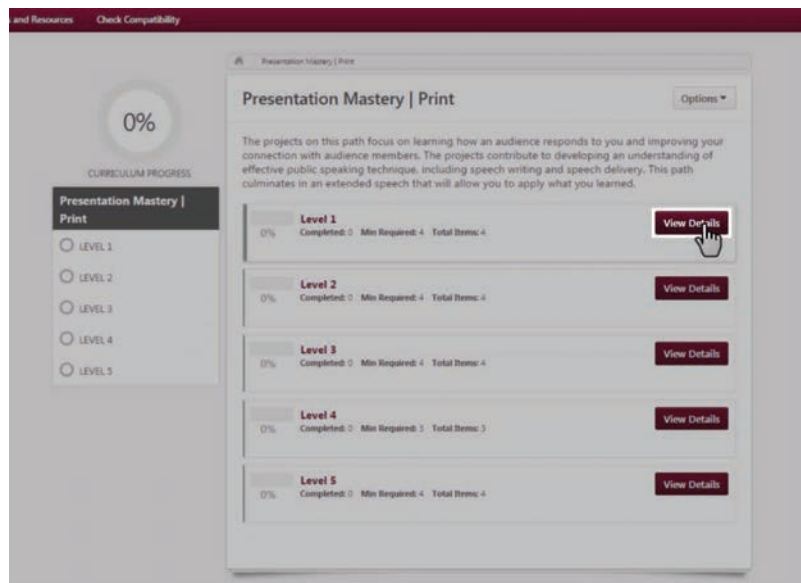 and Resources Check Compatibility
Presentation Mastery | Print
Presentation Mastery | Print
Options
0%
CURRICULUM PROGRESS
The projects on this path focus on learning how an audience responds to you and improving your
connection with audience members. The projects contribute to developing an understanding of
effective public speaking technique, including speech writing and speech delivery. This path
culminates in an extended speech that will allow you to apply what you learned.
Presentation Mastery |
Print
LEVEL 1
LEVEL 2
LEVEL 3
LEVEL 4
LEVEL 5
Level 1
0% Completed: 0 Min Required: 4 Total Items: 4
View Details
Level 2
0% Completed: 0 Min Required: 4 Total Items: 4
View Details
Level 3
0% Completed: 0 Min Required: 4 Total Items: 4
View Details
Level 4
0% Completed: 0 Min Required: 3 Total Items: 3
View Details
Level 5
0% Completed: 0 Min Required: 4 Total Items: 4
View Details